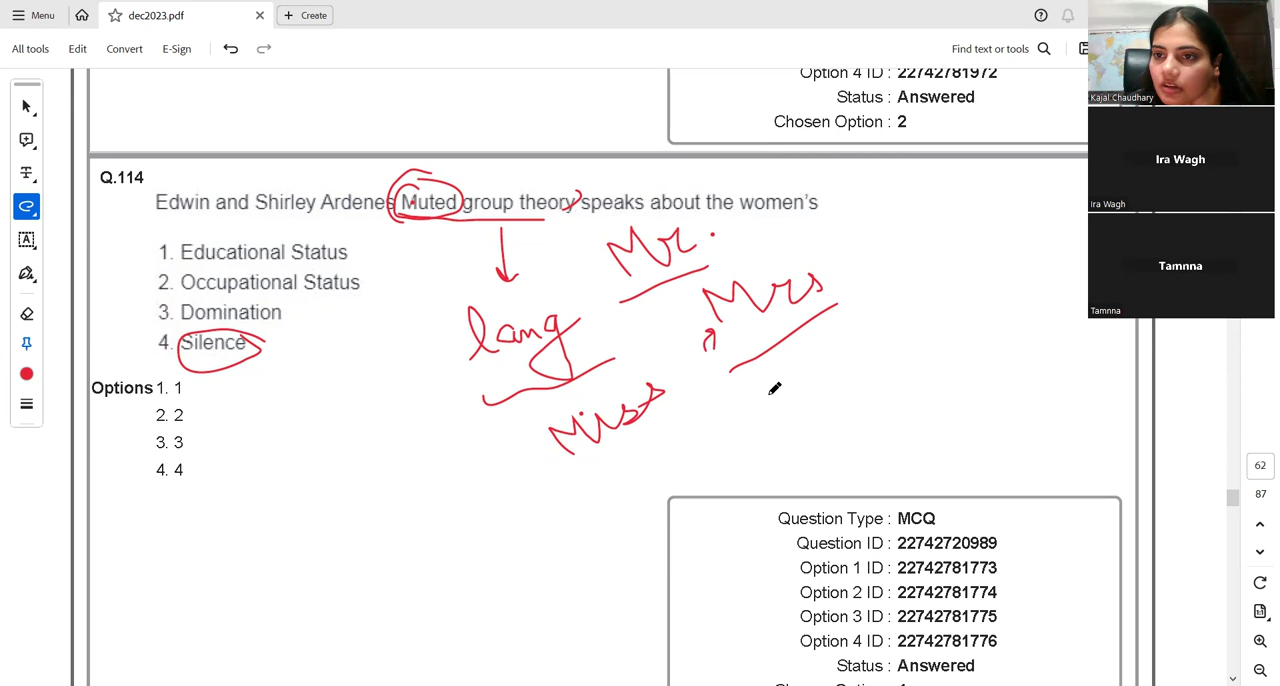 Menu
dec2023.pdf
Create
All tools
Edit
Convert
E-Sign
Find text or tools
Kajal Chaudhary
Ira Wagh
Ira Wagh
Tamnna
Tamnna
Option 4 ID : 22742781972
Status : Answered
Chosen Option : 2
Q.114
Edwin and Shirley Ardenes Muted group theory speaks about the women's
1. Educational Status
2. Occupational Status
3. Domination
4. Silence
Mr.
Mrs
lang
Options 1. 1
2. 2
3. 3
4. 4
Question Type : MCQ
Question ID : 22742720989
Option 1 ID : 22742781773
Option 2 ID : 22742781774
Option 3 ID : 22742781775
Option 4 ID : 22742781776
Status : Answered
62
87